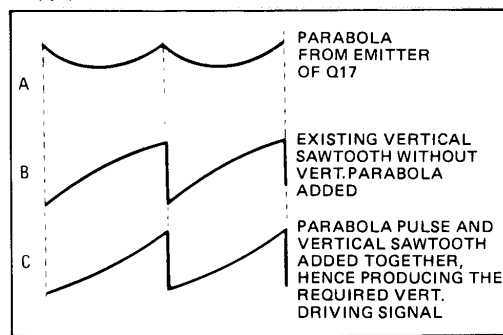 PARABOLA
FROM EMITTER
OF Q17
A
EXISTING VERTICAL
SAWTOOTH WITHOUT
VERT. PARABOLA
ADDED
B
PARABOLA PULSE AND
VERTICAL SAWTOOTH
ADDED TOGETHER,
HENCE PRODUCING THE
REQUIRED VERT.
DRIVING SIGNAL
C